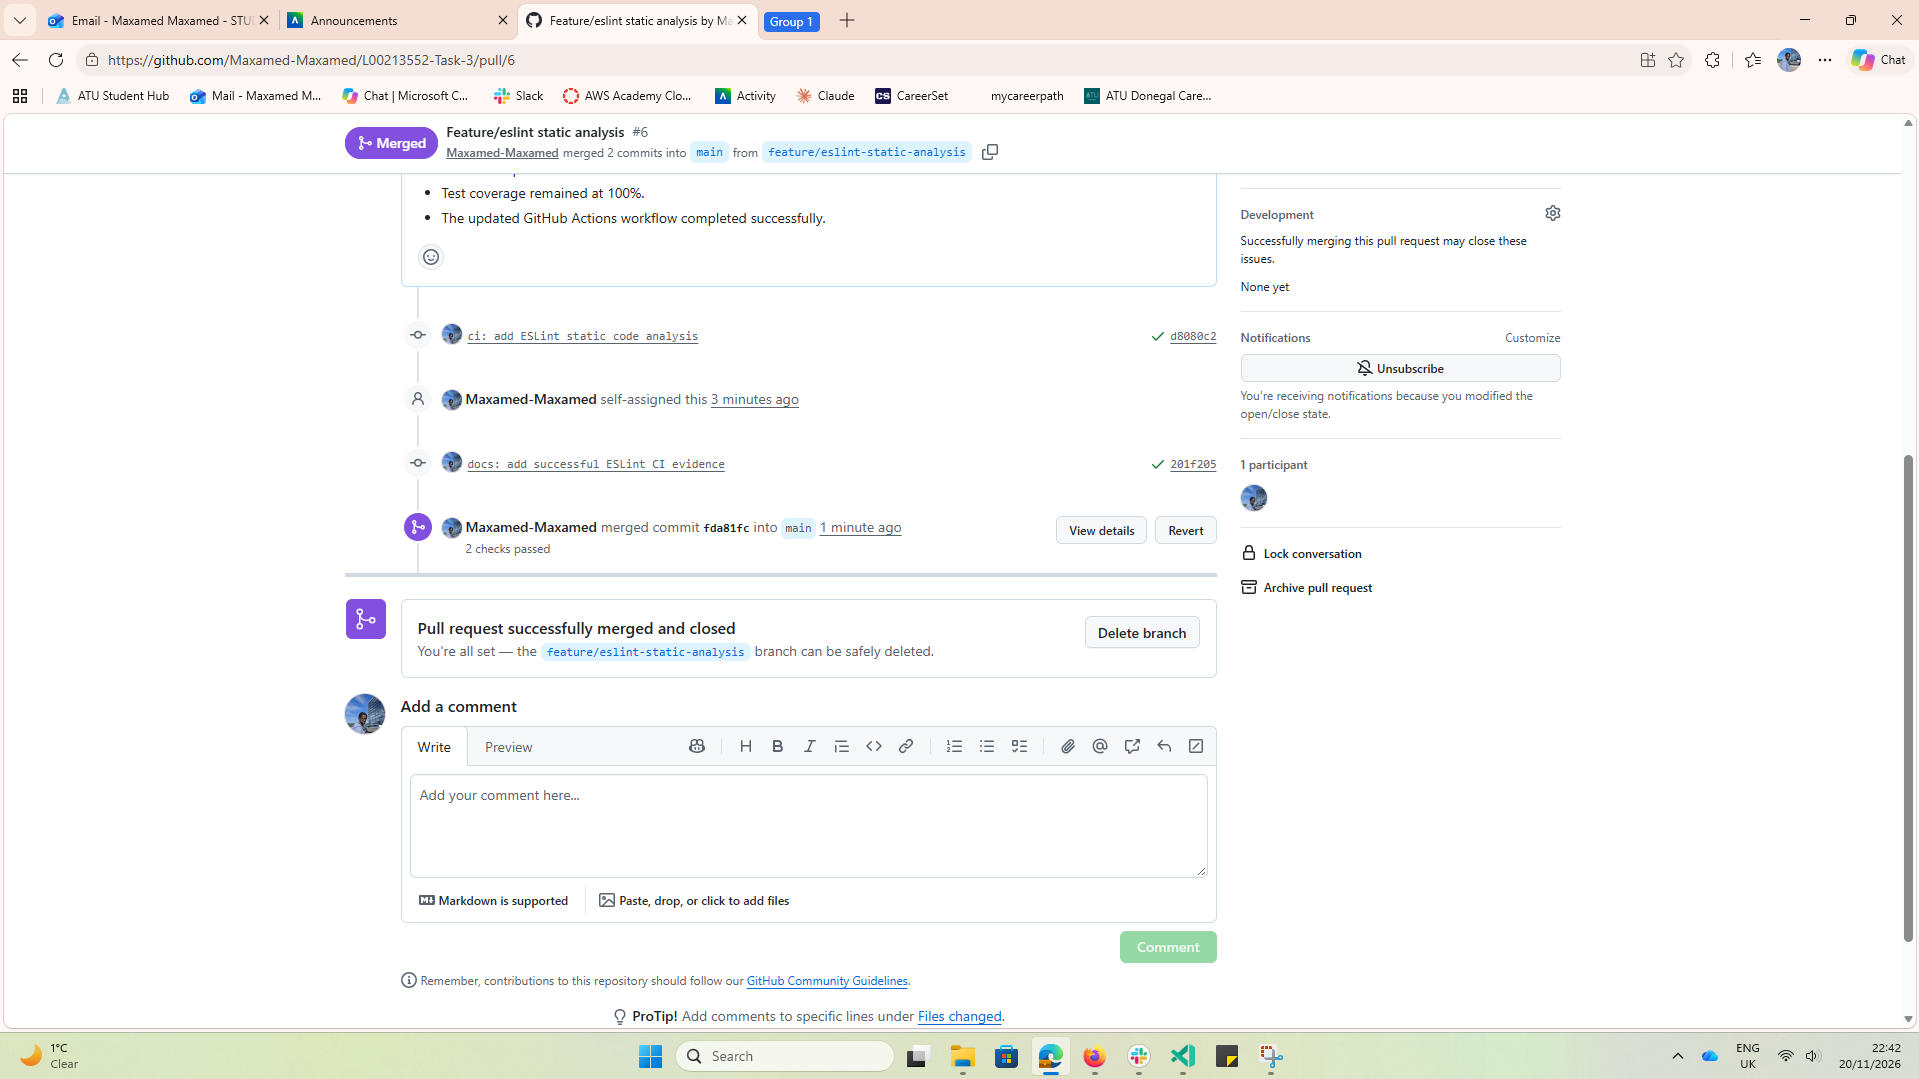 Email - Maxamed Maxamed - STU
Announcements
Feature/eslint static analysis by Ma
Group 1
https://github.com/Maxamed-Maxamed/L00213552-Task-3/pull/6
Chat
ATU Student Hub
Mail - Maxamed M...
Chat | Microsoft C...
Slack
AWS Academy Clo...
Activity
Claude
CareerSet
mycareerpath
ATU Donegal Care...
Merged
Feature/eslint static analysis #6
Maxamed-Maxamed merged 2 commits into main from feature/eslint-static-analysis
Test coverage remained at 100%.
The updated GitHub Actions workflow completed successfully.
ci: add ESLint static code analysis
d8080c2
Maxamed-Maxamed self-assigned this 3 minutes ago
docs: add successful ESLint CI evidence
201f205
Maxamed-Maxamed merged commit fda81fc into main 1 minute ago
2 checks passed
View details
Revert
Pull request successfully merged and closed
You're all set — the feature/eslint-static-analysis branch can be safely deleted.
Delete branch
Add a comment
Write
Preview
Add your comment here...
Markdown is supported
Paste, drop, or click to add files
Comment
Remember, contributions to this repository should follow our GitHub Community Guidelines.
ProTip! Add comments to specific lines under Files changed.
Development
Successfully merging this pull request may close these
issues.
None yet
Notifications
Customize
Unsubscribe
You're receiving notifications because you modified the
open/close state.
1 participant
Lock conversation
Archive pull request
1°C
Clear
Search
ENG
UK
22:42
20/11/2026